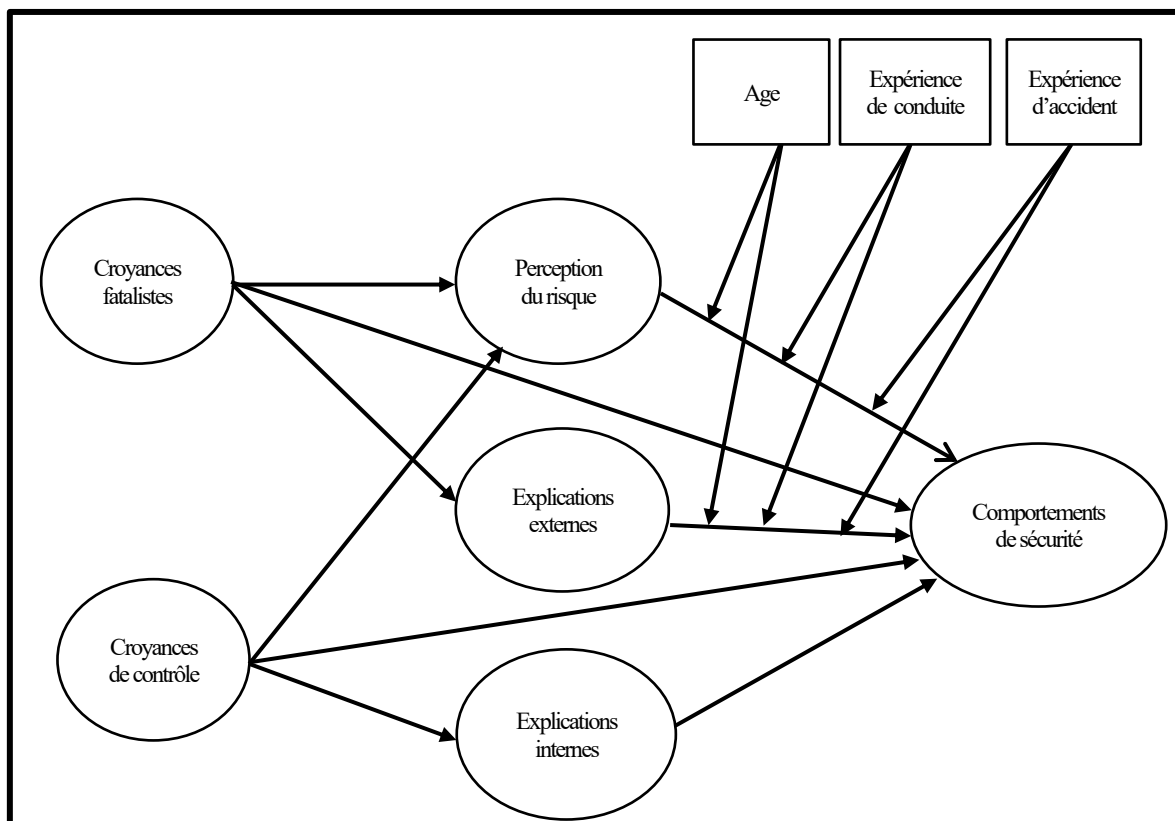 Age
Expérience
de conduite
Expérience
d’accident
Croyances
fatalistes
Perception
du risque
Explications
externes
Comportements
de sécurité
Croyances
de contrôle
Explications
internes